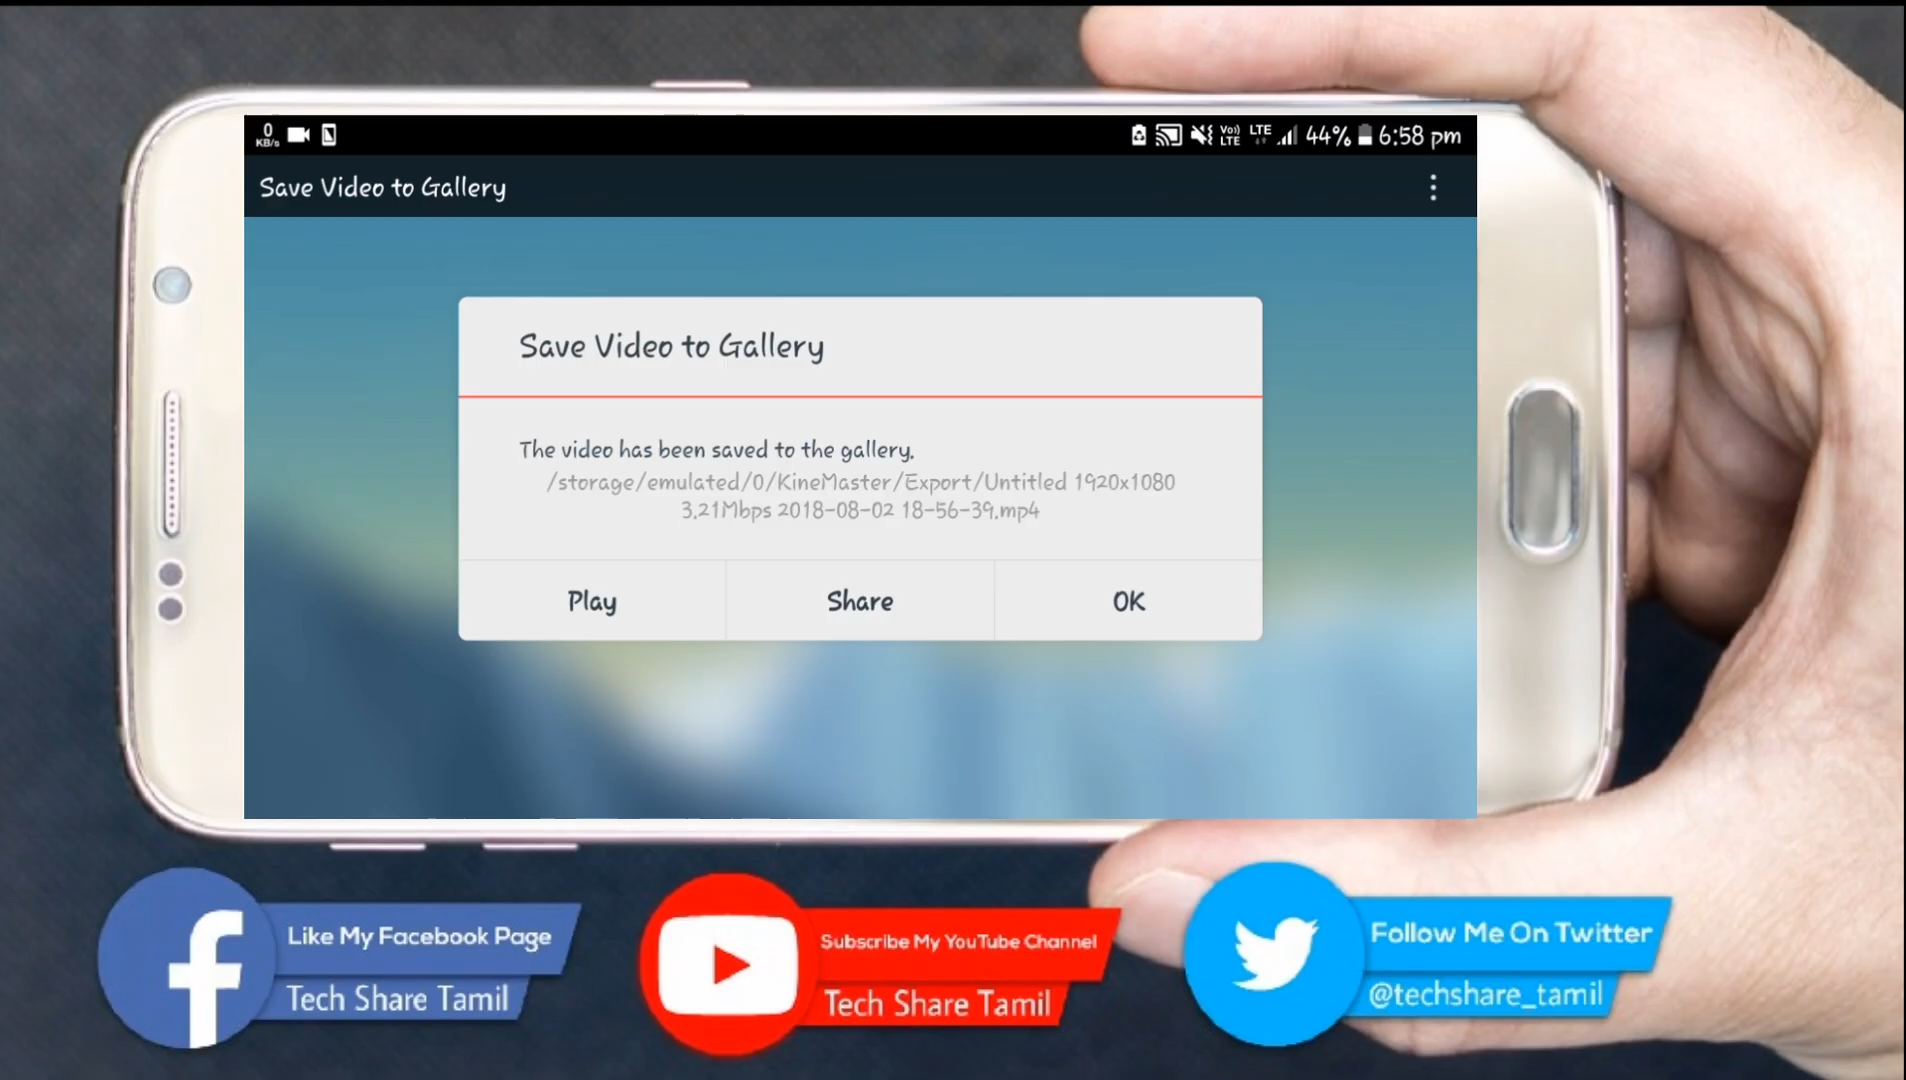 0
KB/s
Vo)) LTE
LTE
44%
6:58 pm
Save Video to Gallery
Save Video to Gallery
The video has been saved to the gallery.
/storage/emulated/0/KineMaster/Export/Untitled 1920x1080
3.21Mbps 2018-08-02 18-56-39.mp4
Play
Share
OK
Like My Facebook Page
Tech Share Tamil
Subscribe My YouTube Channel
Tech Share Tamil
Follow Me On Twitter
@techshare_tamil